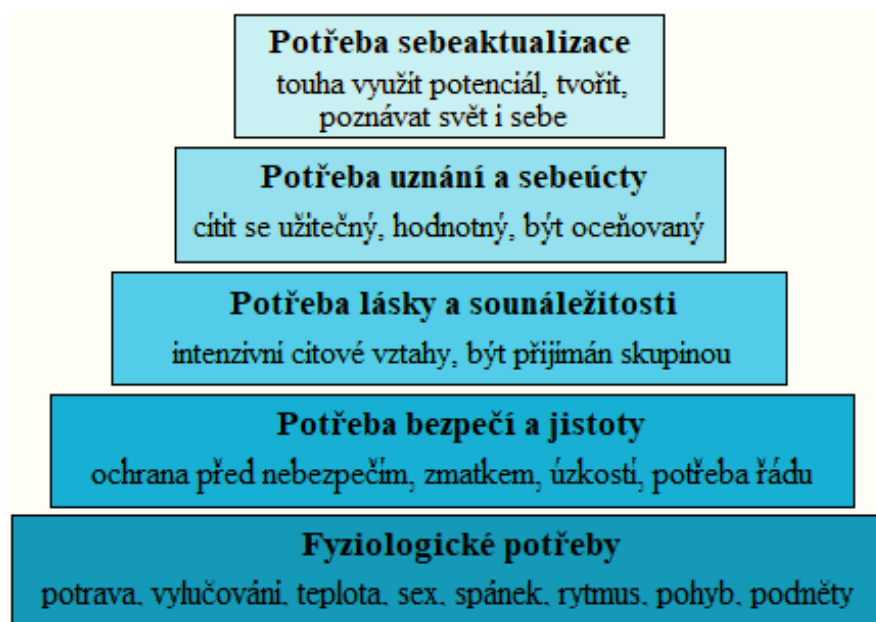 Potřeba sebeaktualizace
touha využít potenciál, tvořit,
poznávat svět i sebe
Potřeba uznání a sebeúcty
cítit se užitečný, hodnotný, být oceňovaný
Potřeba lásky a sounáležitosti
intenzivní citové vztahy, být přijímán skupinou
Potřeba bezpečí a jistoty
ochrana před nebezpečím, zmatkem, úzkostí, potřeba řádu
Fyziologické potřeby
potrava, vylučování, teplota, sex, spánek, rytmus, pohyb, podněty